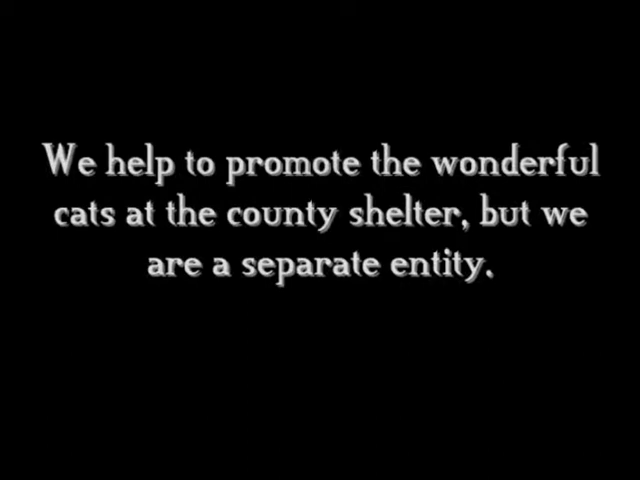 We help to promote the wonderful
cats at the county shelter, but we
are a separate entity.